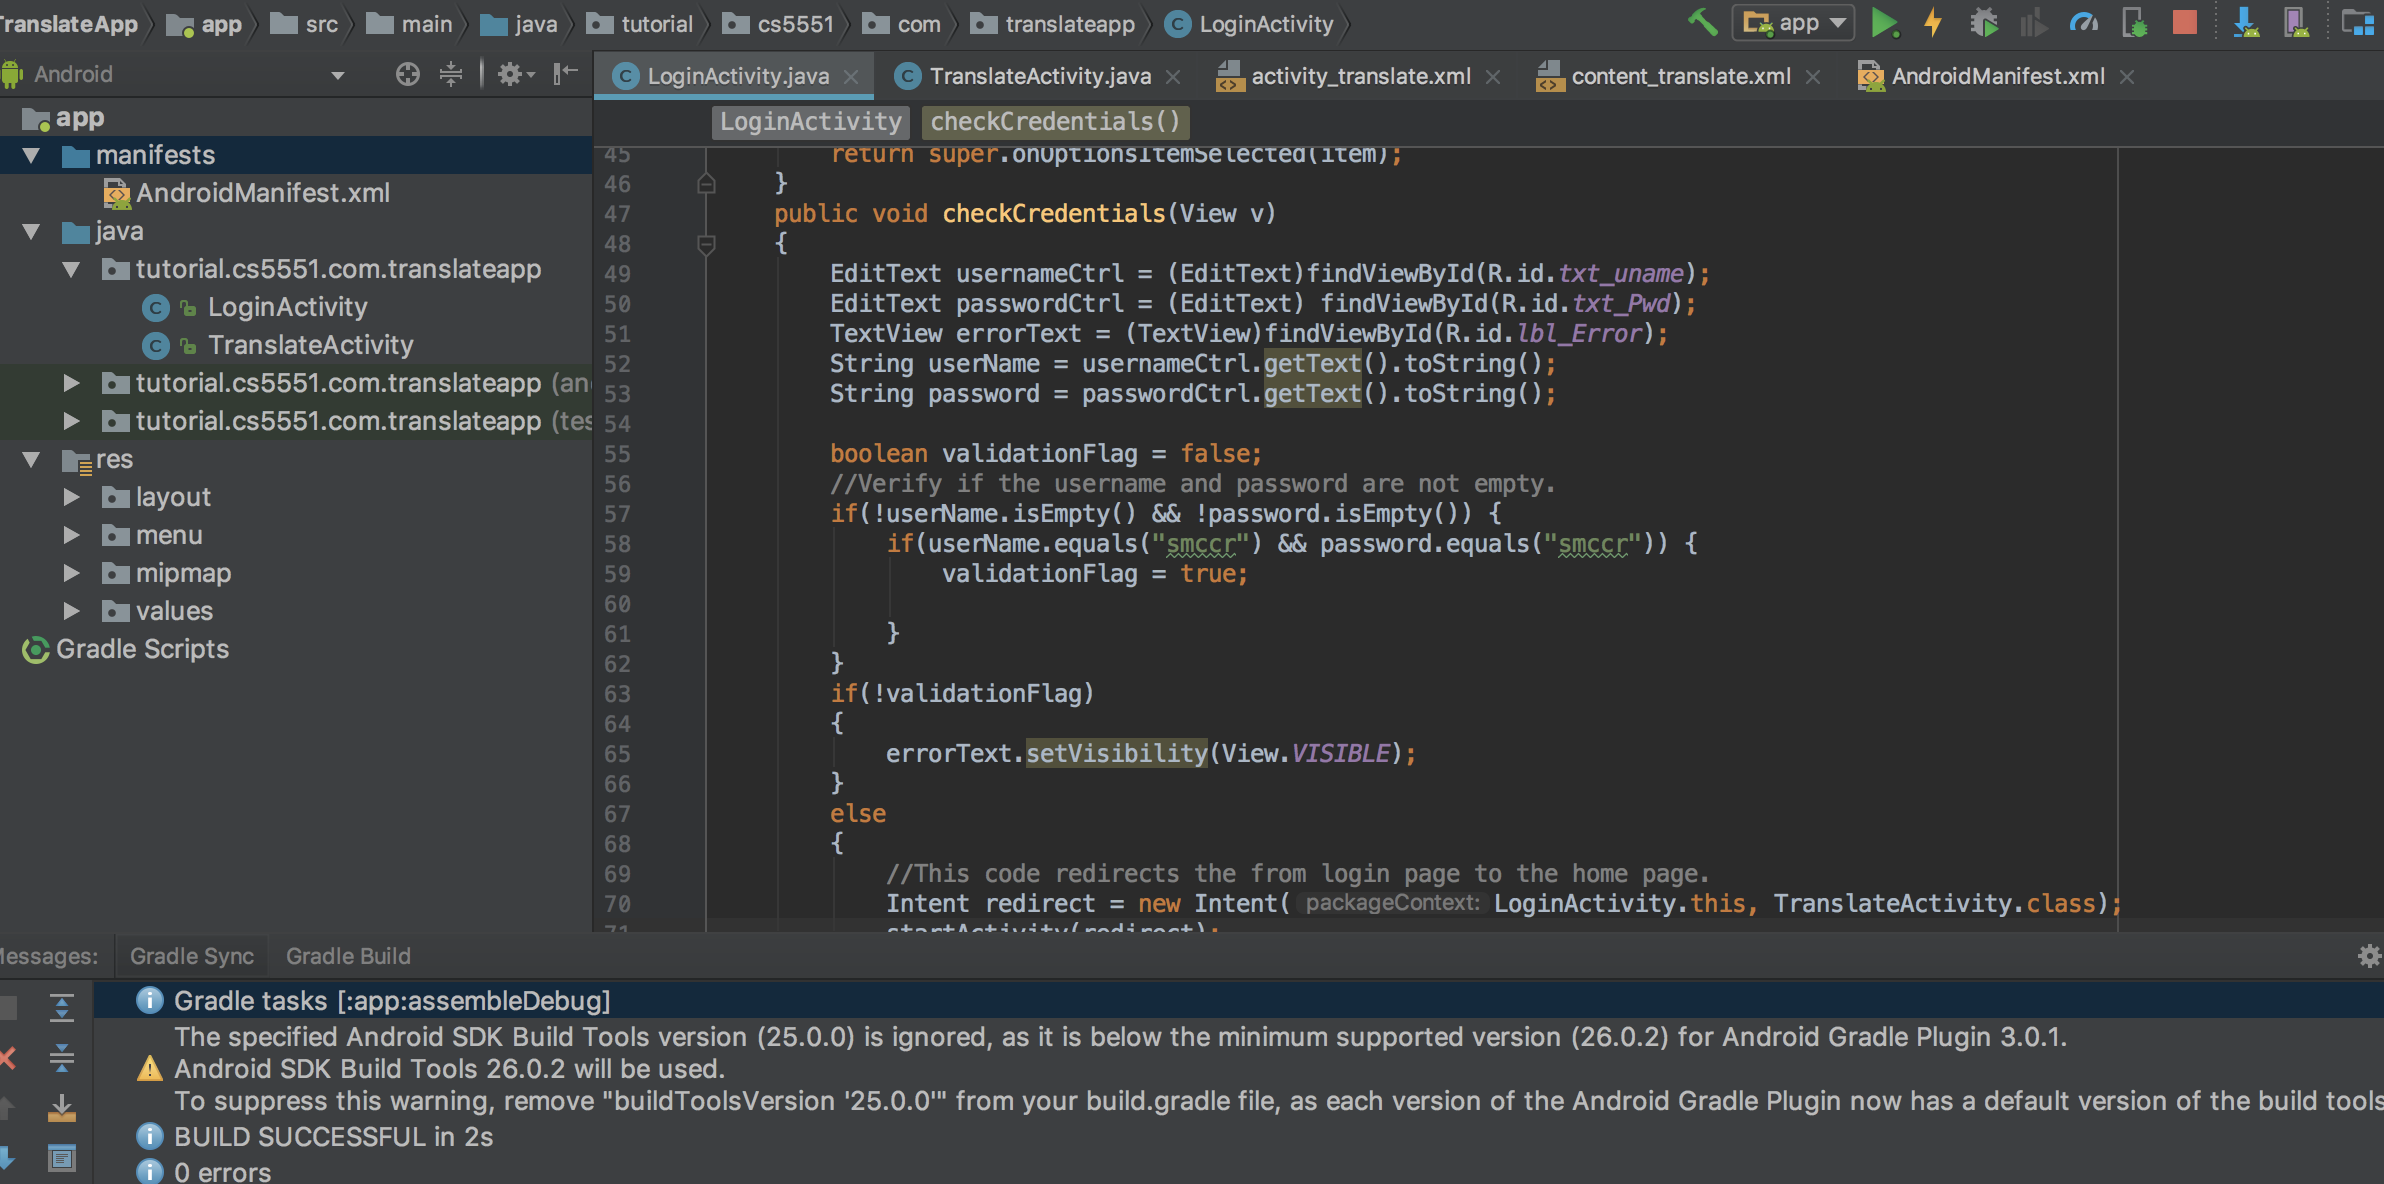 TranslateApp app src main java tutorial cs5551 com translateapp LoginActivity app
Android
LoginActivity.java TranslateActivity.java activity_translate.xml content_translate.xml AndroidManifest.xml
LoginActivity checkCredentials()
app
manifests
AndroidManifest.xml
java
tutorial.cs5551.com.translateapp
LoginActivity
TranslateActivity
tutorial.cs5551.com.translateapp (an
tutorial.cs5551.com.translateapp (tes
res
layout
menu
mipmap
values
Gradle Scripts
45 return super.onOptionsItemSelected(item);
46 }
47 public void checkCredentials(View v)
48 {
49 EditText usernameCtrl = (EditText)findViewById(R.id.txt_uname);
50 EditText passwordCtrl = (EditText) findViewById(R.id.txt_Pwd);
51 TextView errorText = (TextView)findViewById(R.id.lbl_Error);
52 String userName = usernameCtrl.getText().toString();
53 String password = passwordCtrl.getText().toString();
54
55 boolean validationFlag = false;
56 //Verify if the username and password are not empty.
57 if(!userName.isEmpty() && !password.isEmpty()) {
58 if(userName.equals("smccr") && password.equals("smccr")) {
59 validationFlag = true;
60
61 }
62 }
63 if(!validationFlag)
64 {
65 errorText.setVisibility(View.VISIBLE);
66 }
67 else
68 {
69 //This code redirects the from login page to the home page.
70 Intent redirect = new Intent( packageContext: LoginActivity.this, TranslateActivity.class);
71 startActivity(redirect);
Messages: Gradle Sync Gradle Build
Gradle tasks [:app:assembleDebug]
The specified Android SDK Build Tools version (25.0.0) is ignored, as it is below the minimum supported version (26.0.2) for Android Gradle Plugin 3.0.1.
Android SDK Build Tools 26.0.2 will be used.
To suppress this warning, remove "buildToolsVersion '25.0.0'" from your build.gradle file, as each version of the Android Gradle Plugin now has a default version of the build tools
BUILD SUCCESSFUL in 2s
0 errors